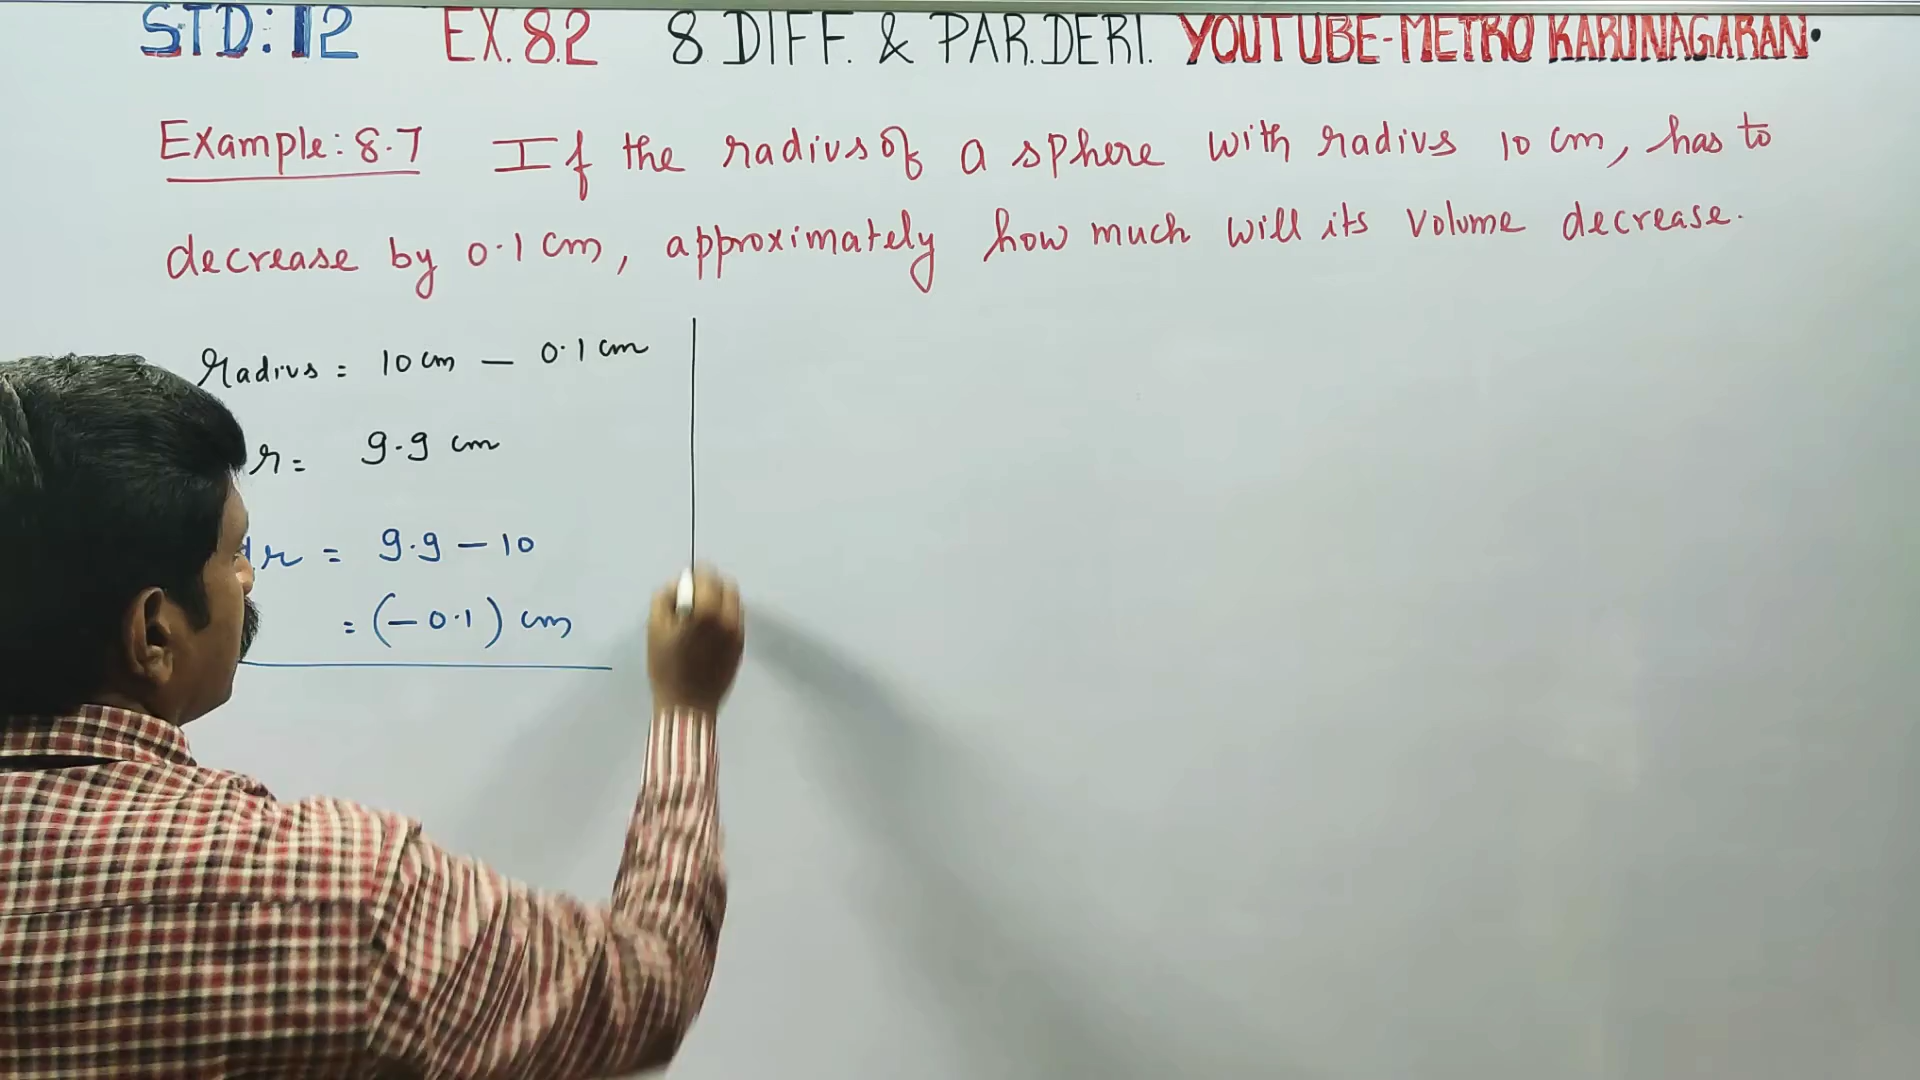 STD: 12 EX. 8.2 8 DIFF. & PAR.DERI. YOUTUBE-METRO KARUNAGARAN.
Example: 8.7 If the radius of a sphere with radius 10 cm, has to
decrease by 0.1 cm, approximately how much will its volume decrease.
radius = 10 cm – 0.1 cm
r = 9.9 cm
dr = 9.9 – 10
= (– 0.1) cm